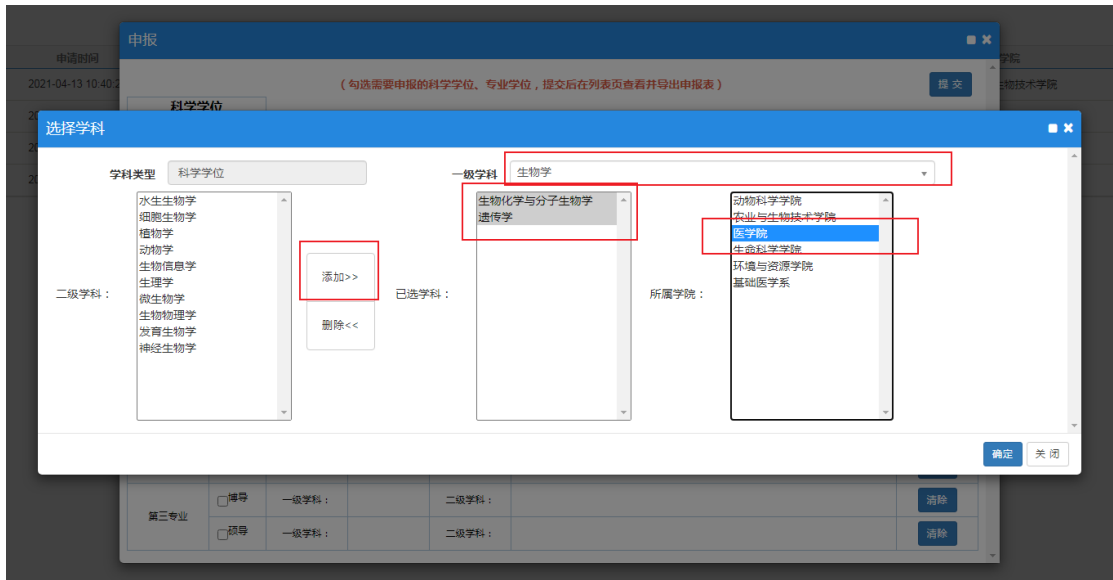 申报
申请时间
学院
2021-04-13 10:40:2
(勾选需要申报的科学学位、专业学位，提交后在列表页查看并导出申报表)
提 交
生物技术学院
科学学位
选择学科
学科类型
科学学位
一级学科
生物学
二级学科：
水生生物学
细胞生物学
植物学
动物学
生物信息学
生理学
微生物学
生物物理学
发育生物学
神经生物学
添加>>
删除<<
已选学科：
生物化学与分子生物学
遗传学
所属学院：
动物科学学院
农业与生物技术学院
医学院
生命科学学院
环境与资源学院
基础医学系
确定
关 闭
第三专业
博导
一级学科：
二级学科：
清除
硕导
一级学科：
二级学科：
清除